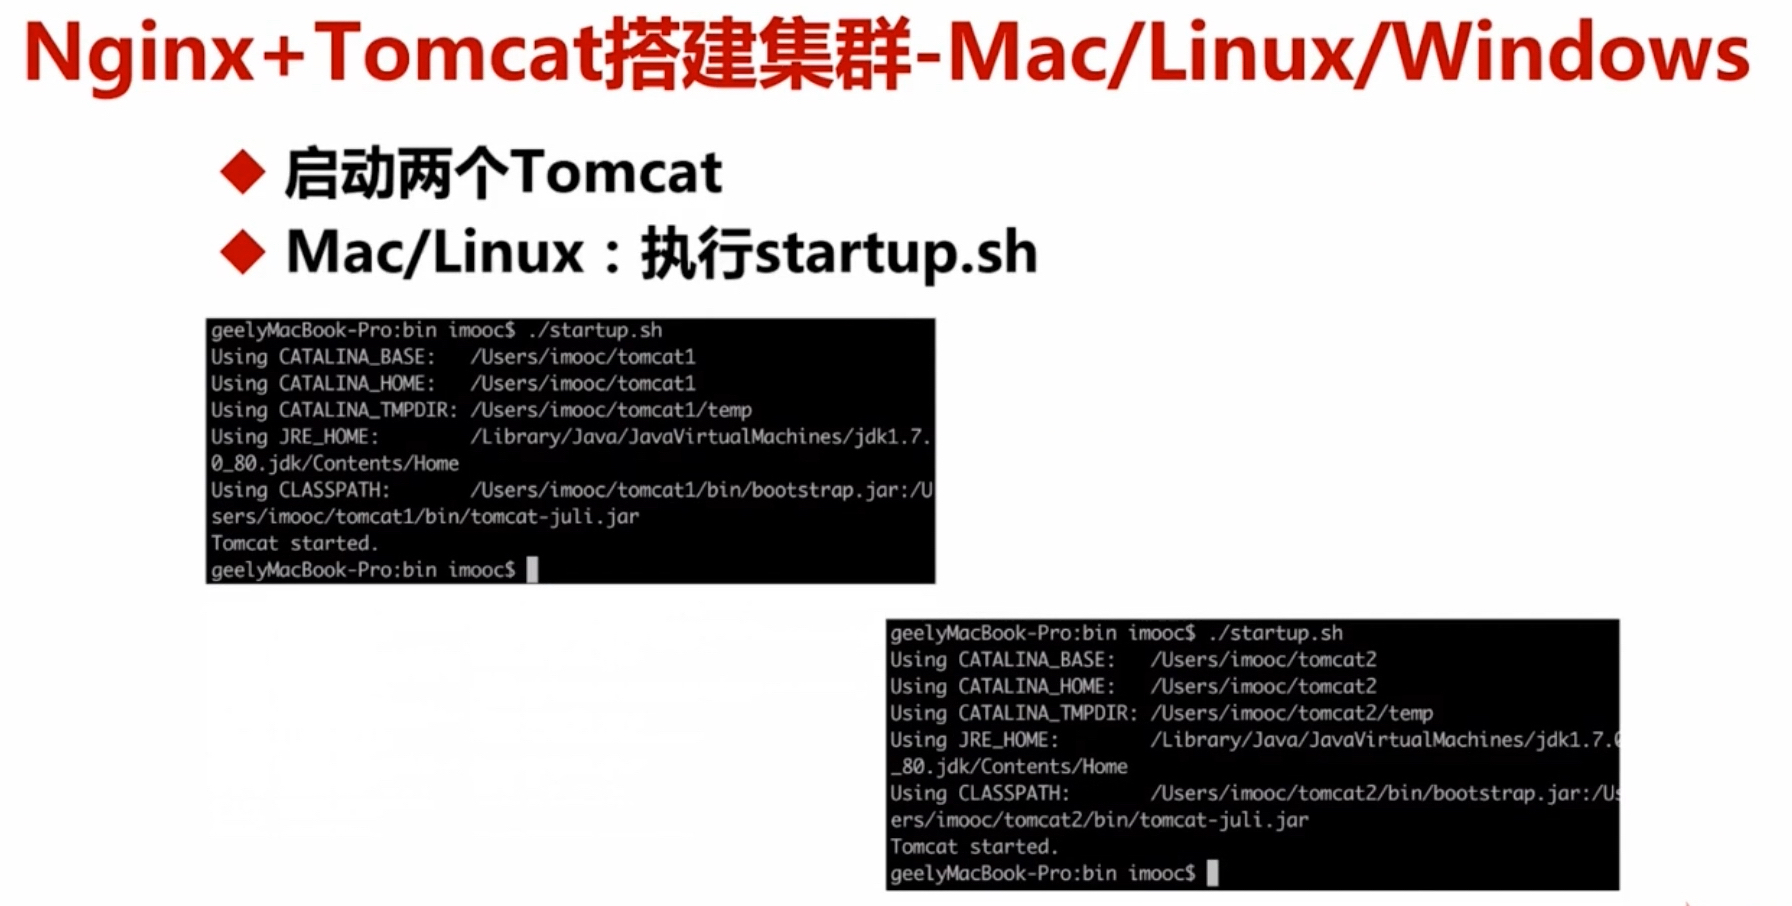 Nginx+Tomcat搭建集群-Mac/Linux/Windows
启动两个Tomcat
Mac/Linux：执行startup.sh
geelyMacBook-Pro:bin imooc$ ./startup.sh
Using CATALINA_BASE:   /Users/imooc/tomcat1
Using CATALINA_HOME:   /Users/imooc/tomcat1
Using CATALINA_TMPDIR: /Users/imooc/tomcat1/temp
Using JRE_HOME:        /Library/Java/JavaVirtualMachines/jdk1.7.
0_80.jdk/Contents/Home
Using CLASSPATH:       /Users/imooc/tomcat1/bin/bootstrap.jar:/U
sers/imooc/tomcat1/bin/tomcat-juli.jar
Tomcat started.
geelyMacBook-Pro:bin imooc$
geelyMacBook-Pro:bin imooc$ ./startup.sh
Using CATALINA_BASE:   /Users/imooc/tomcat2
Using CATALINA_HOME:   /Users/imooc/tomcat2
Using CATALINA_TMPDIR: /Users/imooc/tomcat2/temp
Using JRE_HOME:        /Library/Java/JavaVirtualMachines/jdk1.7.0
_80.jdk/Contents/Home
Using CLASSPATH:       /Users/imooc/tomcat2/bin/bootstrap.jar:/Us
ers/imooc/tomcat2/bin/tomcat-juli.jar
Tomcat started.
geelyMacBook-Pro:bin imooc$